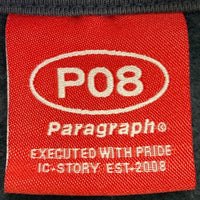 P08
Paragraph®
EXECUTED WITH PRIDE
IC-STORY EST-2008